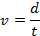 v = d/t